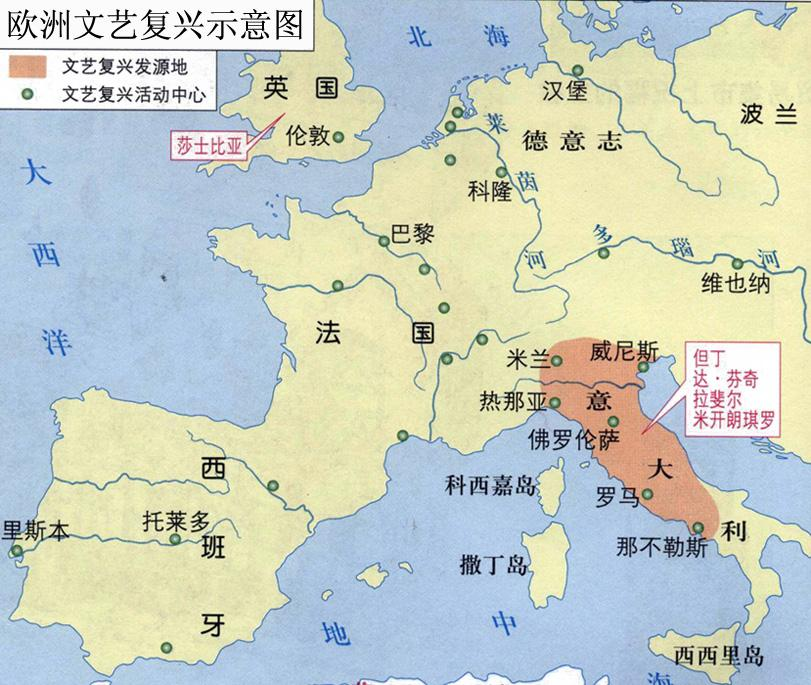 欧洲文艺复兴示意图
文艺复兴发源地
文艺复兴活动中心
北 海
英 国
汉堡
波 兰
莎士比亚
伦敦
莱茵河
德 意 志
大西洋
科隆
巴黎
多瑙河
维也纳
法 国
米兰
威尼斯
但丁
达·芬奇
拉斐尔
米开朗琪罗
热那亚
意大利
佛罗伦萨
西班牙
科西嘉岛
罗马
里斯本
托莱多
那不勒斯
撒丁岛
地中海
西西里岛